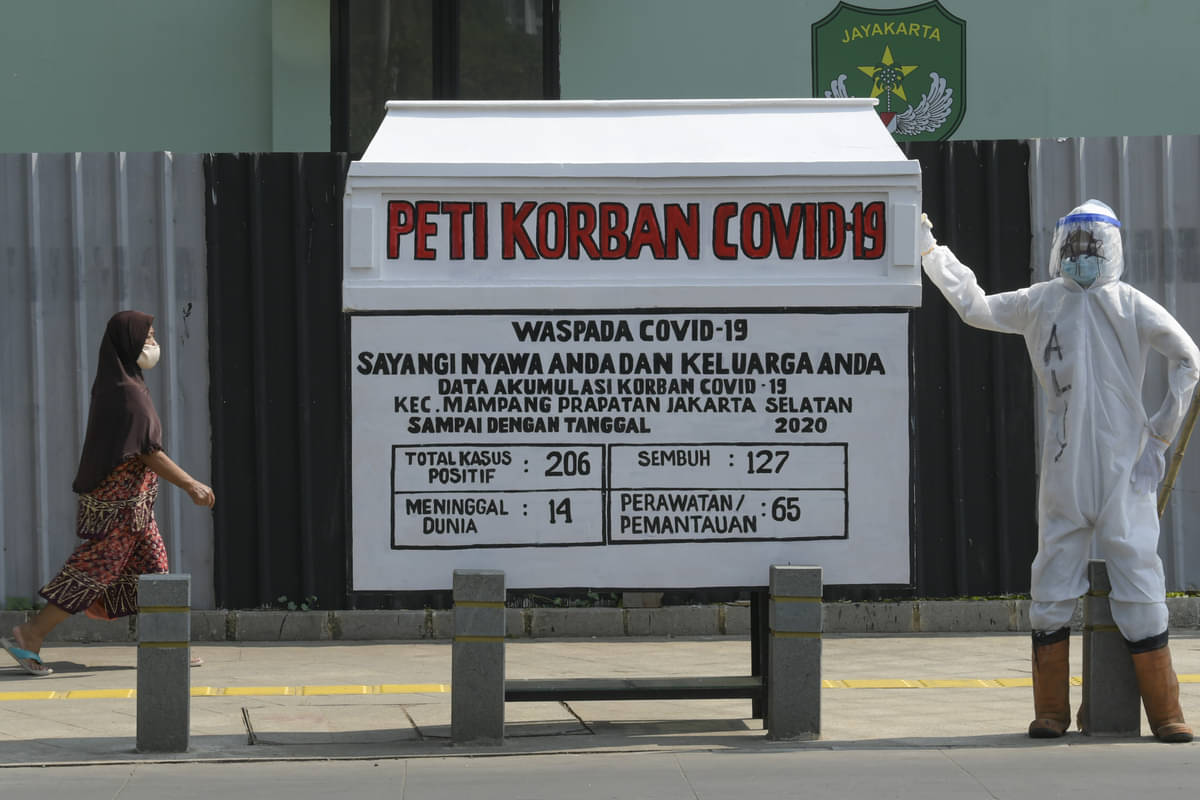 JAYAKARTA
PETI KORBAN COVID-19
WASPADA COVID-19
SAYANGI NYAWA ANDA DAN KELUARGA ANDA
DATA AKUMULASI KORBAN COVID-19
KEC. MAMPANG PRAPATAN JAKARTA SELATAN
SAMPAI DENGAN TANGGAL 2020
TOTAL KASUS POSITIF : 206
SEMBUH : 127
MENINGGAL DUNIA : 14
PERAWATAN/ PEMANTAUAN : 65